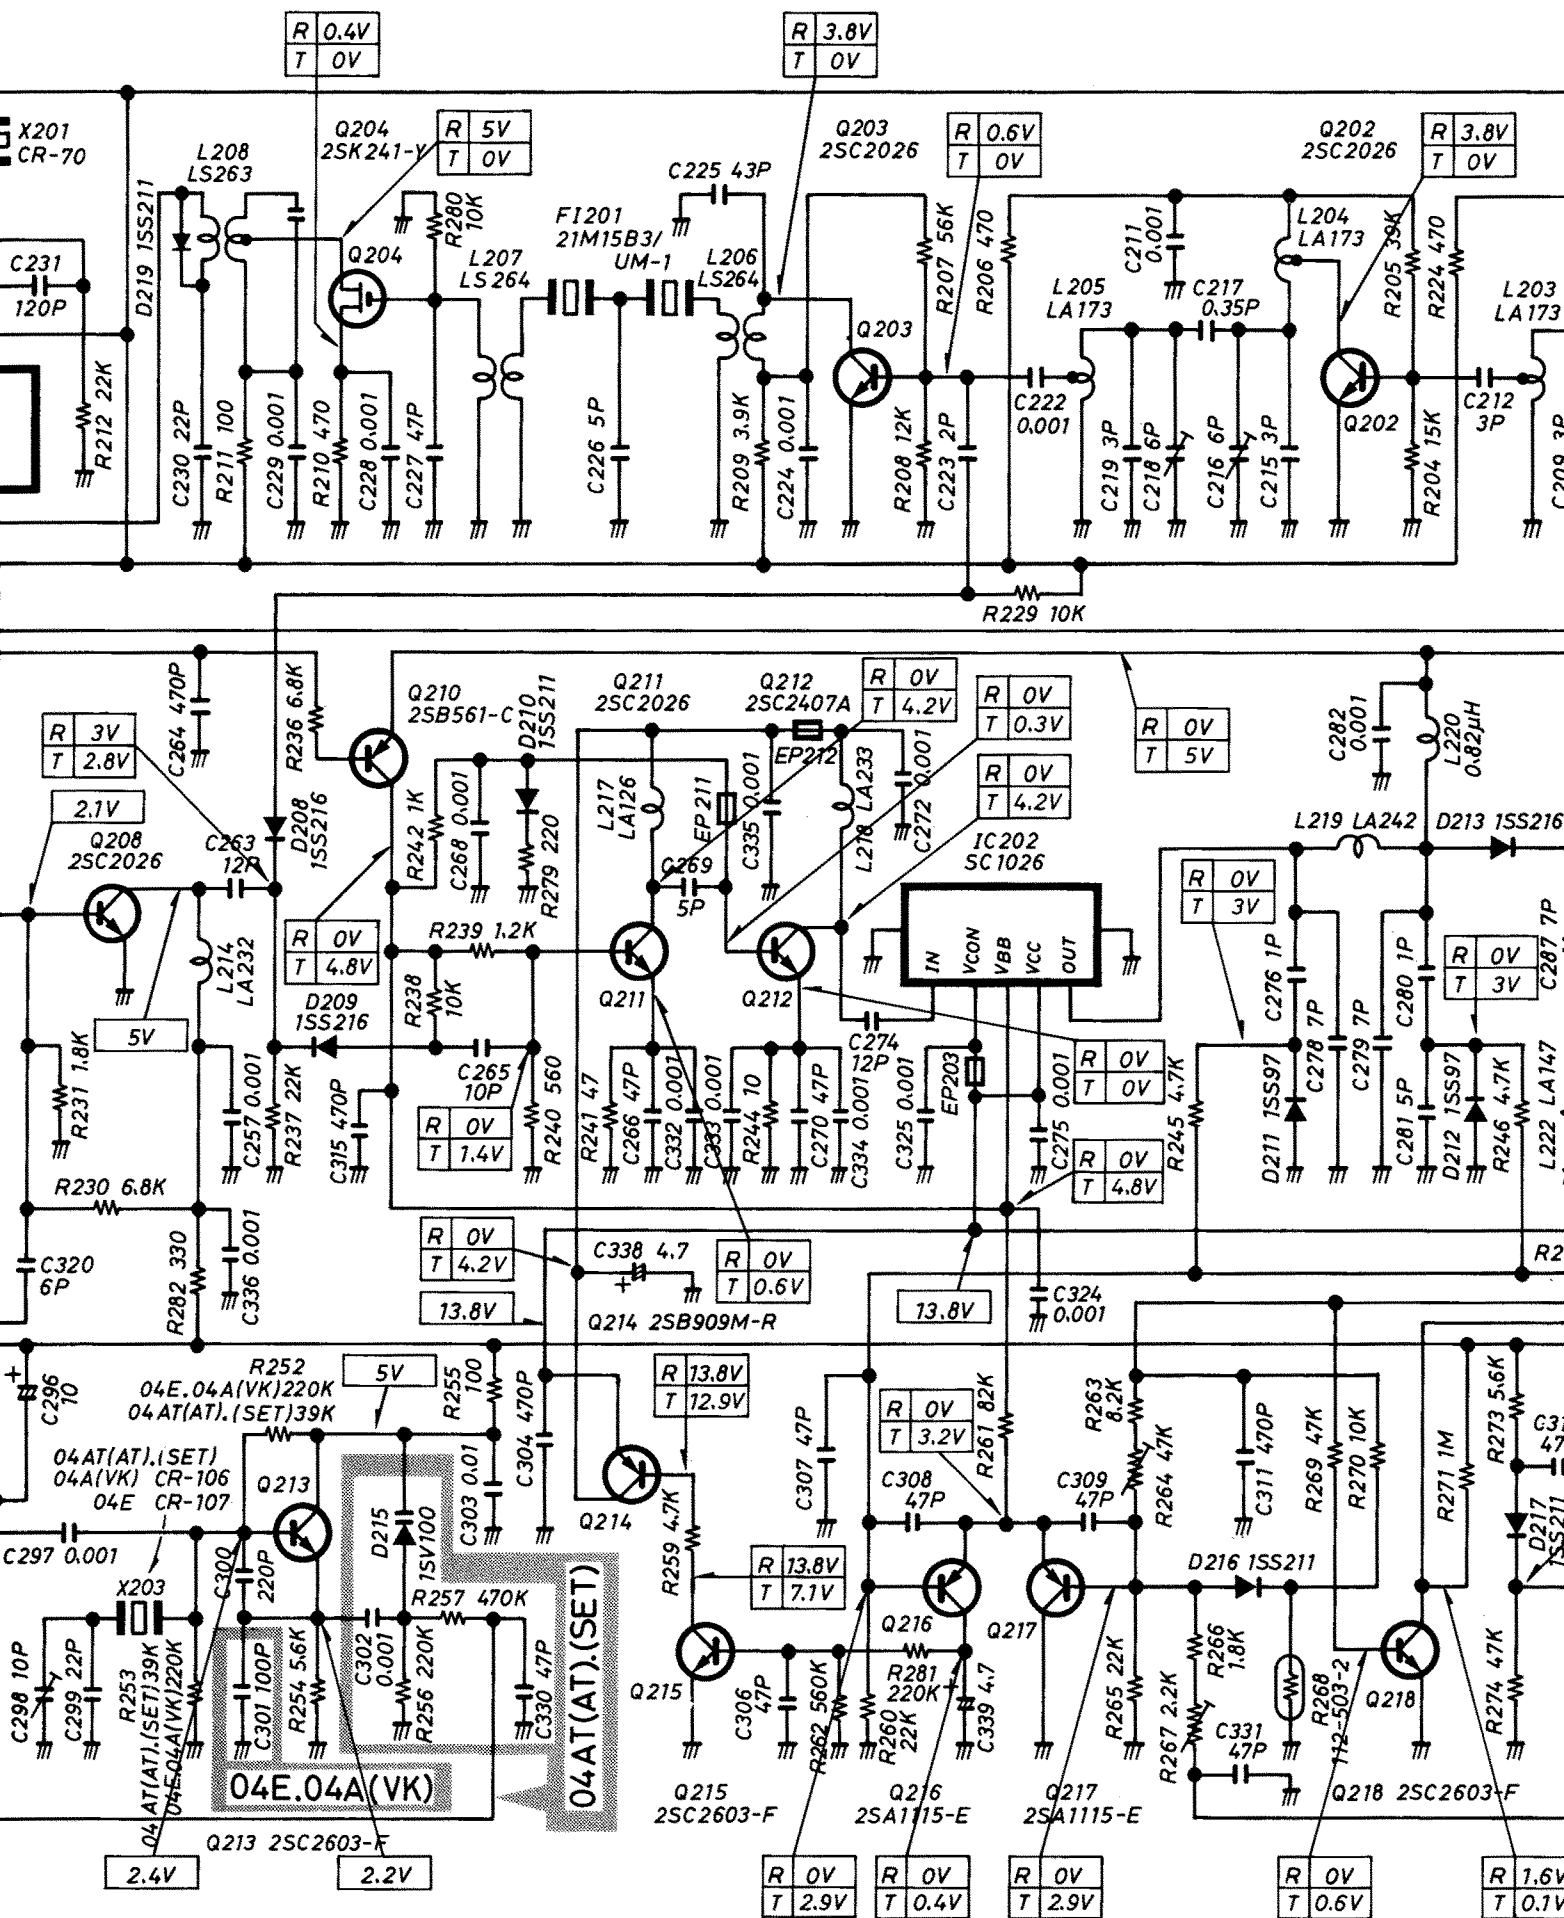 R 0.4V
T 0V
R 3.8V
T 0V
X201
CR-70
L208
LS263
Q204
2SK241-Y
R 5V
T 0V
C225 43P
Q203
2SC2026
R 0.6V
T 0V
Q202
2SC2026
R 3.8V
T 0V
D219 1SS211
R280
10K
FI201
21M15B3/
UM-1
L207
LS264
L206
LS264
R207 56K
R206 470
C211
0.001
L204
LA173
R205 39K
R224 470
C231
120P
Q204
Q203
L205
LA173
C217
0.35P
L203
LA173
R212 22K
C230 22P
R211 100
C229 0.001
R210 470
C228 0.001
C227 47P
C226 5P
R209 3.9K
C224 0.001
R208 12K
C223 2P
C222
0.001
C219 3P
C218 6P
C216 6P
C215 3P
Q202
R204 15K
C212
3P
C209 3P
R229 10K
C264 470P
R236 6.8K
Q210
2SB561-C
D210
1SS211
Q211
2SC2026
Q212
2SC2407A
R 0V
T 4.2V
R 0V
T 0.3V
R 0V
T 5V
C282
0.001
L220
0.82μH
R 3V
T 2.8V
2.1V
Q208
2SC2026
C263
12P
D208
1SS216
R242 1K
C268 0.001
R279 220
L217
LA126
EP211
C335 0.001
EP212
L218 LA233
C272 0.001
R 0V
T 4.2V
IC202
SC1026
L219 LA242
D213 1SS216
C269
5P
R 0V
T 3V
R 0V
T 4.8V
R239 1.2K
Q211
Q212
IN
VCON
VBB
VCC
OUT
C276 1P
C280 1P
R 0V
T 3V
C287 7P
L214
LA232
5V
D209
1SS216
R238
10K
C265
10P
C274
12P
EP203
R 0V
T 0V
C278 7P
C279 7P
R231 1.8K
C257 0.001
R237 22K
C315 470P
R 0V
T 1.4V
R240 560
R241 47
C266 47P
C332 0.001
C333 0.001
R244 10
C270 47P
C334 0.001
C325 0.001
C275 0.001
R245 4.7K
D211 1SS97
C281 5P
D212 1SS97
R246 4.7K
L222 LA147
R230 6.8K
R 0V
T 4.8V
C320
6P
R282 330
C336 0.001
R 0V
T 4.2V
C338 4.7
+
R 0V
T 0.6V
13.8V
Q214 2SB909M-R
13.8V
C324
0.001
R2
+
C296
10
R252
04E.04A(VK)220K
04AT(AT).(SET)39K
5V
R255
100
C304 470P
R 13.8V
T 12.9V
C307 47P
R 0V
T 3.2V
R261 82K
R263
8.2K
R264 47K
C311 470P
R269 47K
R270 10K
R271 1M
R273 5.6K
C31
47
04AT(AT).(SET)
04A(VK) CR-106
04E CR-107
Q213
D215
1SV100
C303 0.01
Q214
R259 4.7K
C308
47P
C309
47P
D217
1SS211
C297 0.001
X203
C300
220P
R257 470K
04AT(AT).(SET)
R 13.8V
T 7.1V
Q216
Q217
D216 1SS211
C298 10P
C299 22P
R253
04AT(AT).(SET)39K
04E.04A(VK)220K
C301 100P
R254 5.6K
C302
0.001
R256 220K
C330 47P
Q215
C306
47P
R262 560K
R281
220K
R260
22K
+
C339 4.7
R265 22K
R266
1.8K
R267 2.2K
C331
47P
R268
112-503-2
Q218
R274 47K
04E.04A(VK)
Q215
2SC2603-F
Q216
2SA1115-E
Q217
2SA1115-E
Q218 2SC2603-F
Q213 2SC2603-F
2.4V
2.2V
R 0V
T 2.9V
R 0V
T 0.4V
R 0V
T 2.9V
R 0V
T 0.6V
R 1.6V
T 0.1V